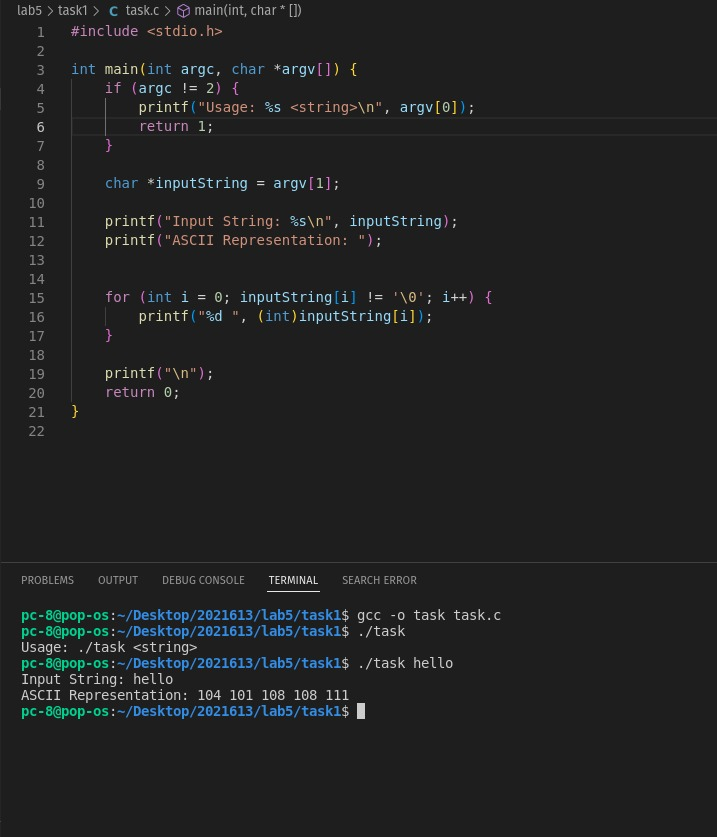 lab5 > task1 > C task.c > main(int, char * [])
1 #include <stdio.h>
2
3 int main(int argc, char *argv[]) {
4     if (argc != 2) {
5         printf("Usage: %s <string>\n", argv[0]);
6         return 1;
7     }
8
9     char *inputString = argv[1];
10
11     printf("Input String: %s\n", inputString);
12     printf("ASCII Representation: ");
13
14
15     for (int i = 0; inputString[i] != '\0'; i++) {
16         printf("%d ", (int)inputString[i]);
17     }
18
19     printf("\n");
20     return 0;
21 }
22
PROBLEMS OUTPUT DEBUG CONSOLE TERMINAL SEARCH ERROR
pc-8@pop-os:~/Desktop/2021613/lab5/task1$ gcc -o task task.c
pc-8@pop-os:~/Desktop/2021613/lab5/task1$ ./task
Usage: ./task <string>
pc-8@pop-os:~/Desktop/2021613/lab5/task1$ ./task hello
Input String: hello
ASCII Representation: 104 101 108 108 111
pc-8@pop-os:~/Desktop/2021613/lab5/task1$